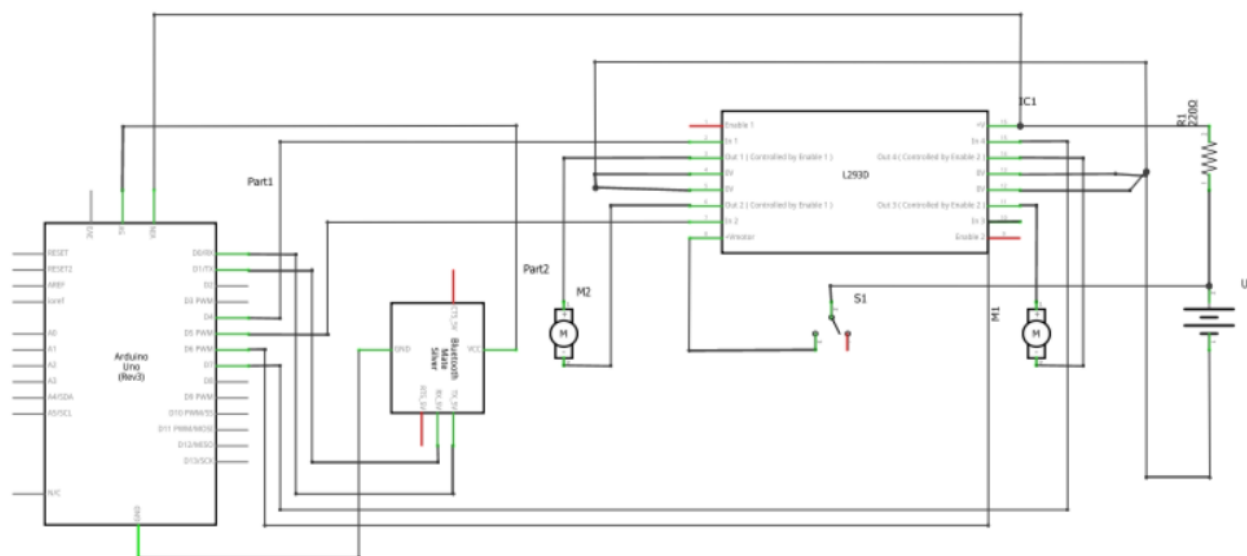 IC1
R1
220Ω
Enable 1
+V
In 1
In 4
Out 1 ( Controlled by Enable 1 )
Out 4 ( Controlled by Enable 2 )
0V
0V
L293D
0V
0V
Out 2 ( Controlled by Enable 1 )
Out 3 ( Controlled by Enable 2 )
In 2
In 3
+Vmotor
Enable 2
Part1
Part2
M2
S1
M1
U
M
M
VIN
RESET
RESET2
AREF
ioref
A0
A1
A2
A3
A4/SDA
A5/SCL
N/C
GND
Arduino
Uno
(Rev3)
D0/RX
D1/TX
D2
D3 PWM
D4
D5 PWM
D6 PWM
D7
D8
D9 PWM
D10 PWM/SS
D11 PWM/MOSI
D12/MISO
D13/SCK
CTS_5V
GND
VCC
Bluetooth
Mate
Silver
RTS_5V
RX_5V
TX_5V